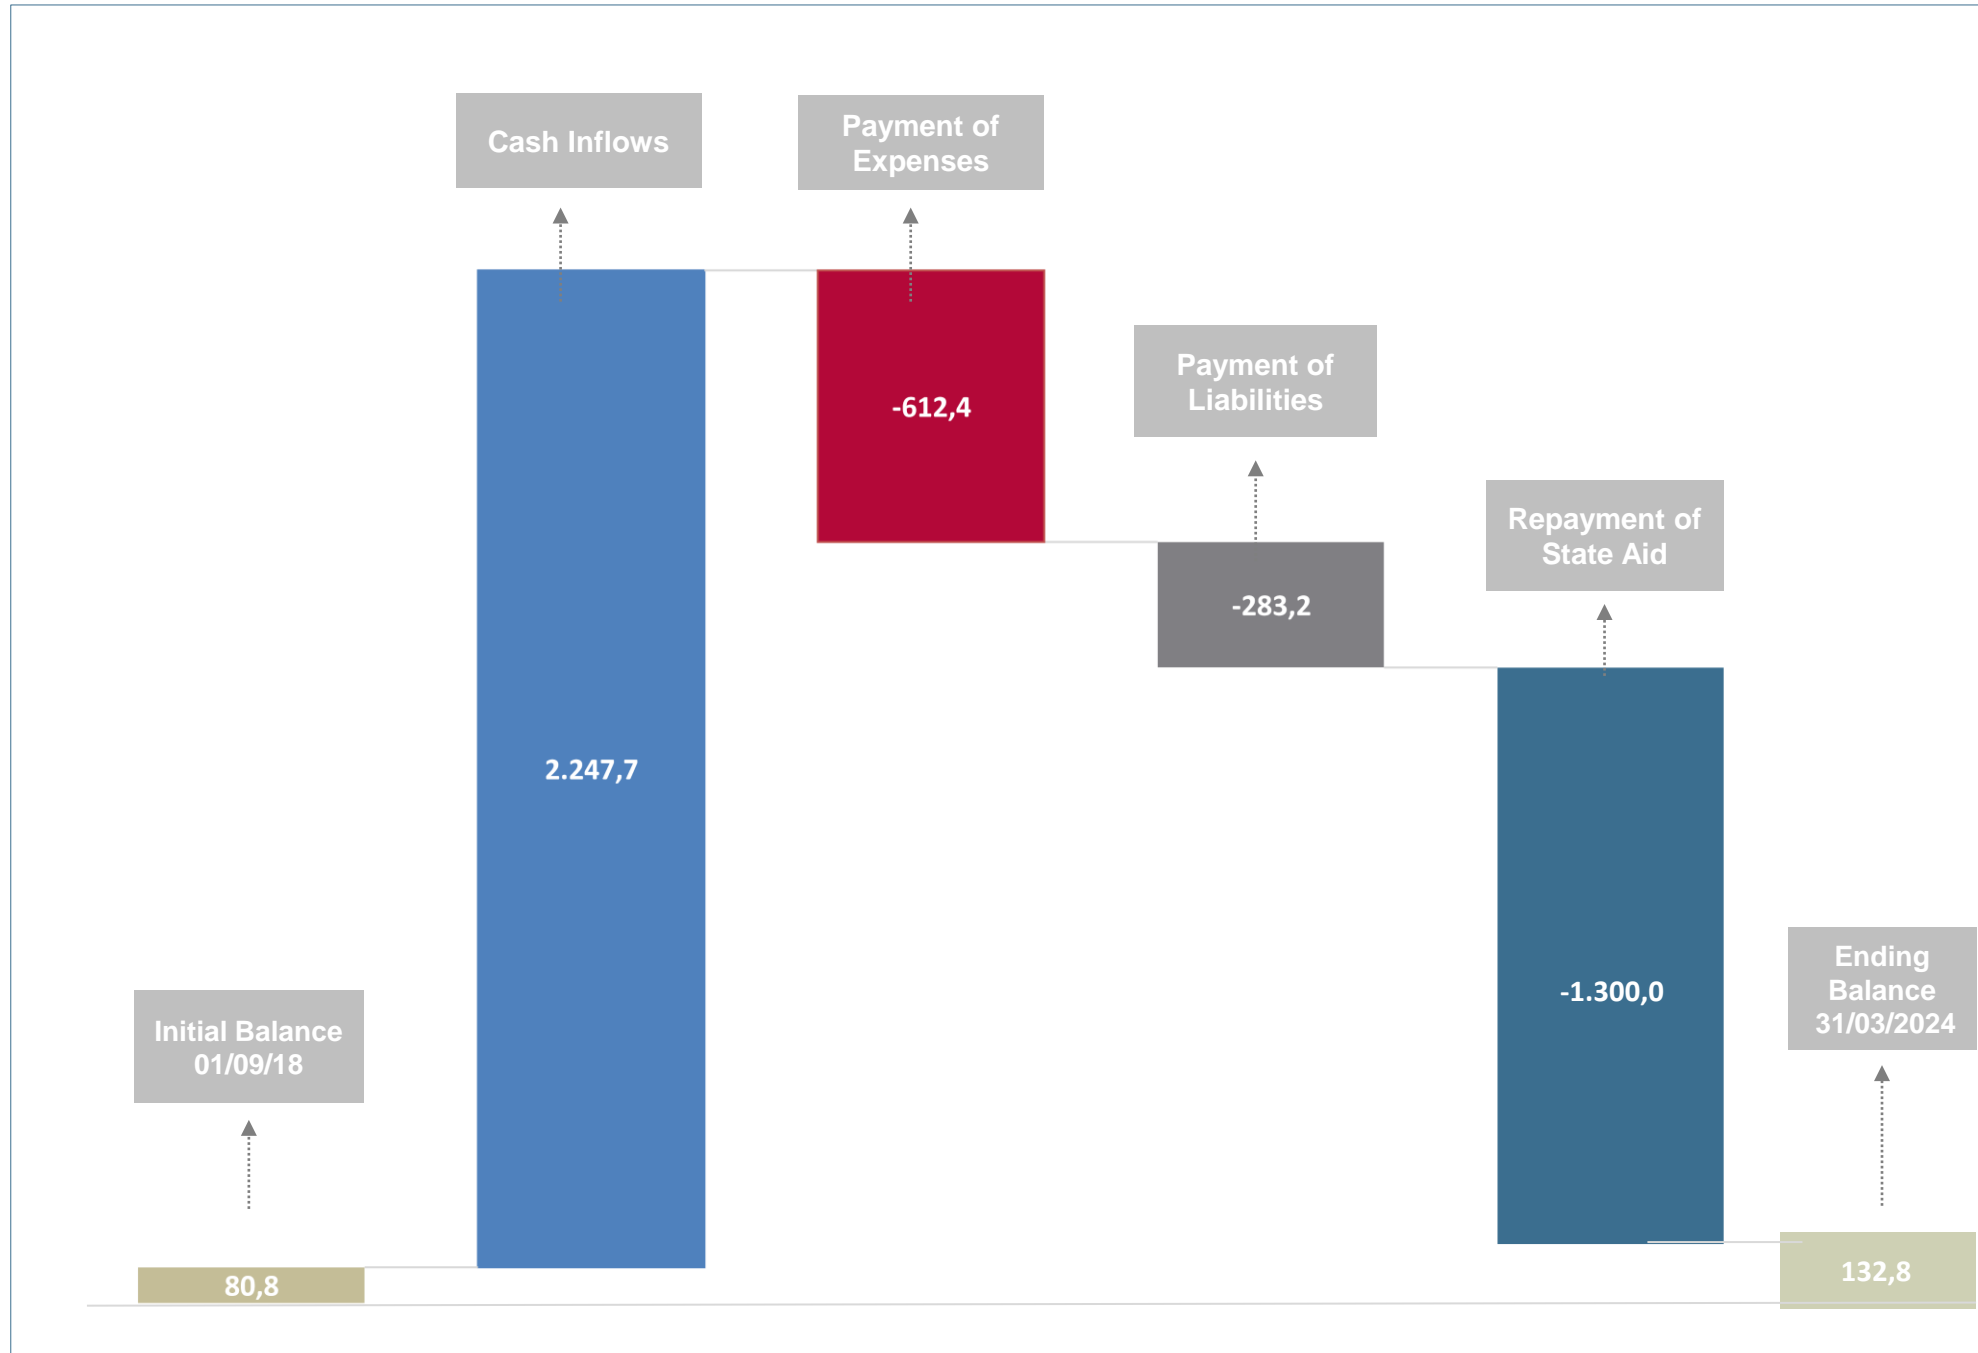 Cash Inflows
Payment of
Expenses
Payment of
Liabilities
-612,4
Repayment of
State Aid
-283,2
2.247,7
Ending
Balance
31/03/2024
-1.300,0
Initial Balance
01/09/18
80,8
132,8